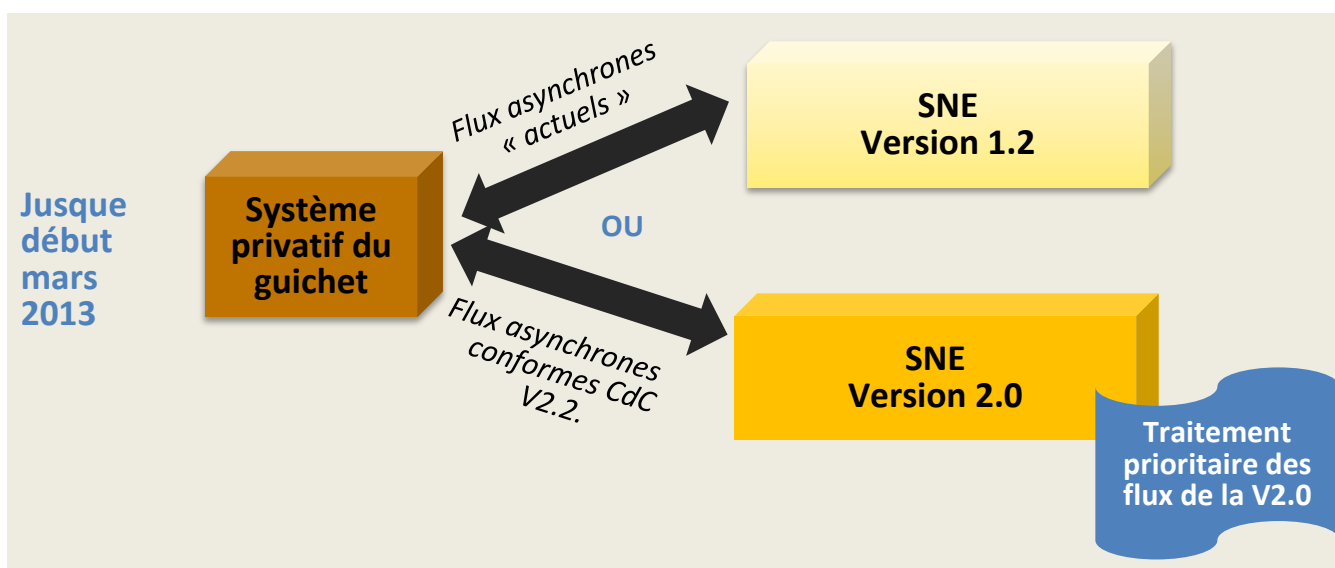 Jusque
début
mars
2013
Système
privatif du
guichet
Flux asynchrones
« actuels »
OU
Flux asynchrones
conformes CdC
V2.2.
SNE
Version 1.2
SNE
Version 2.0
Traitement
prioritaire des
flux de la V2.0